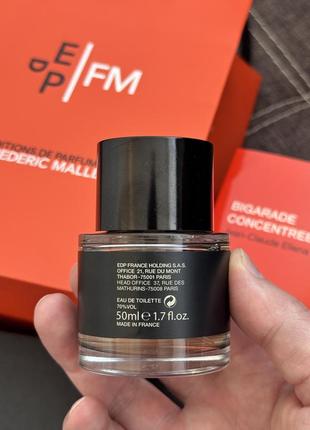 EDP/FM
ÉDITIONS DE PARFUMS
FREDERIC MALLE
BIGARADE
CONCENTREE
Jean-Claude Ellena
EDP FRANCE HOLDING S.A.S.
OFFICE 21, RUE DU MONT
THABOR-75001 PARIS
HEAD OFFICE 37, RUE DES
MATHURINS-75008 PARIS
EAU DE TOILETTE
70%VOL
50ml ℮ 1.7 fl.oz.
MADE IN FRANCE